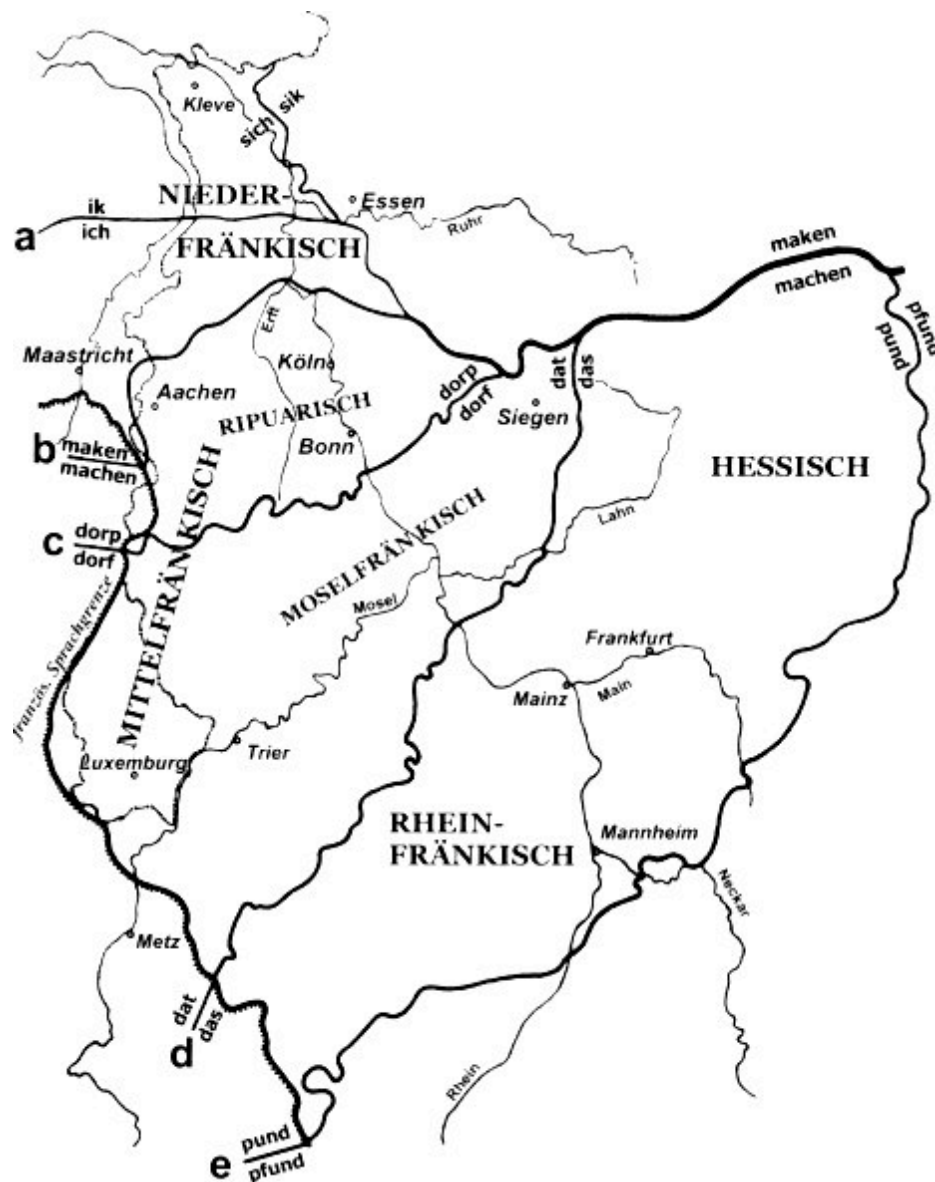 Kleve
sich
sik
NIEDER-
FRÄNKISCH
Essen
Ruhr
a
ik
ich
maken
machen
pfund
pund
Erft
Maastricht
Köln
dorp
dorf
dat
das
Aachen
RIPUARISCH
Siegen
Bonn
b
maken
machen
HESSISCH
MITTELFRÄNKISCH
MOSELFRÄNKISCH
Lahn
c
dorp
dorf
Mosel
französ. Sprachgrenze
Frankfurt
Mainz
Main
Trier
Luxemburg
RHEIN-
FRÄNKISCH
Mannheim
Neckar
Metz
dat
das
d
Rhein
e
pund
pfund